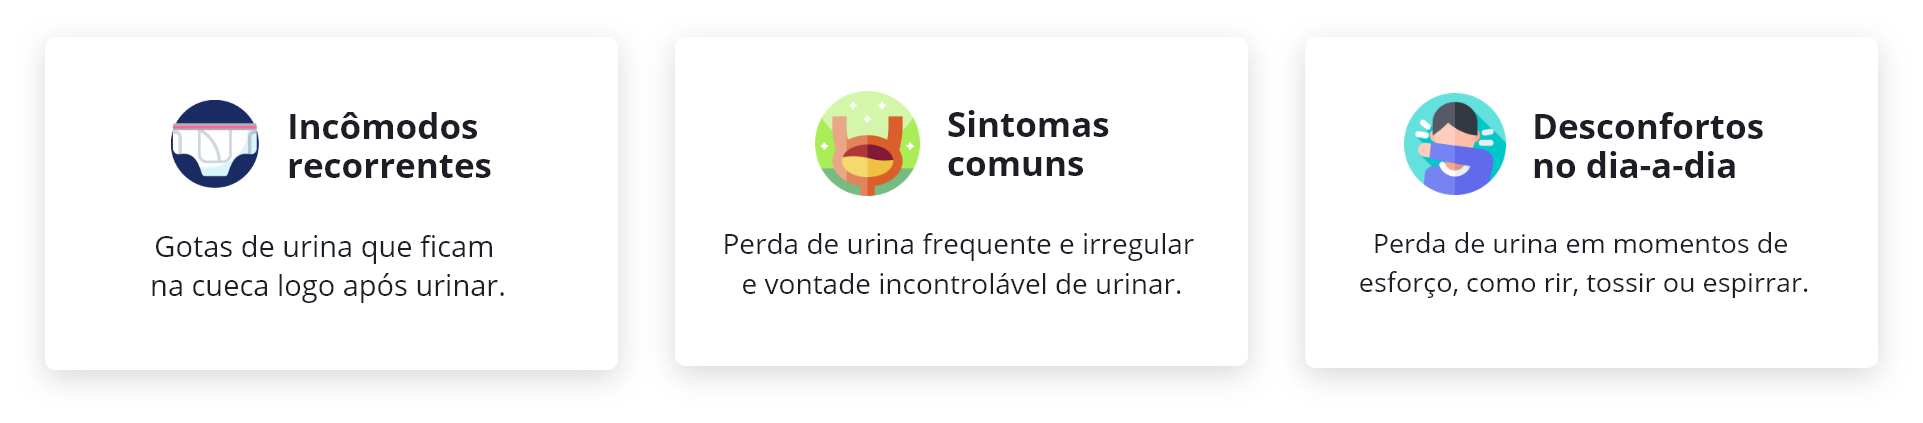 Incômodos
recorrentes
Gotas de urina que ficam
na cueca logo após urinar.
Sintomas
comuns
Perda de urina frequente e irregular
e vontade incontrolável de urinar.
Desconfortos
no dia-a-dia
Perda de urina em momentos de
esforço, como rir, tossir ou espirrar.